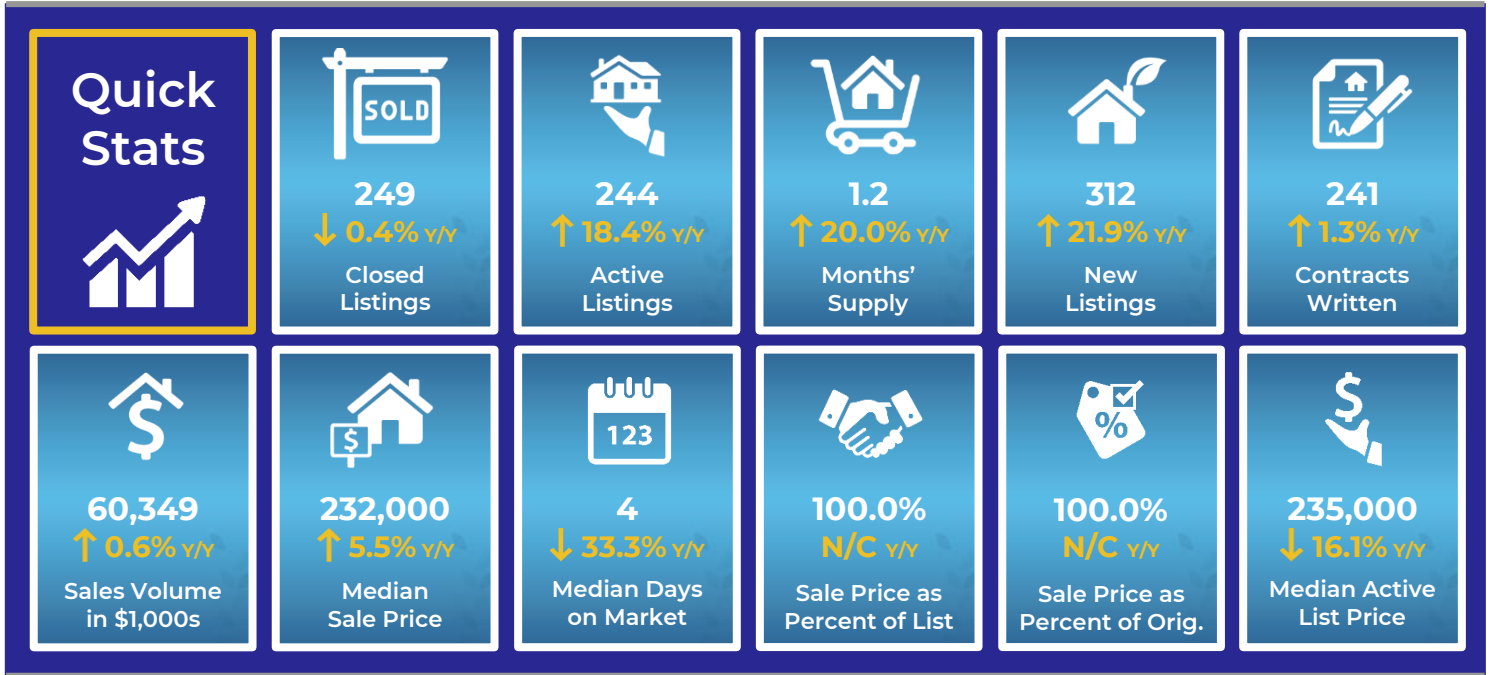 Quick
Stats
SOLD
249
↓ 0.4% Y/Y
Closed
Listings
244
↑ 18.4% Y/Y
Active
Listings
1.2
↑ 20.0% Y/Y
Months’
Supply
312
↑ 21.9% Y/Y
New
Listings
241
↑ 1.3% Y/Y
Contracts
Written
$
60,349
↑ 0.6% Y/Y
Sales Volume
in $1,000s
$
232,000
↑ 5.5% Y/Y
Median
Sale Price
123
4
↓ 33.3% Y/Y
Median Days
on Market
100.0%
N/C Y/Y
Sale Price as
Percent of List
%
100.0%
N/C Y/Y
Sale Price as
Percent of Orig.
$
235,000
↓ 16.1% Y/Y
Median Active
List Price